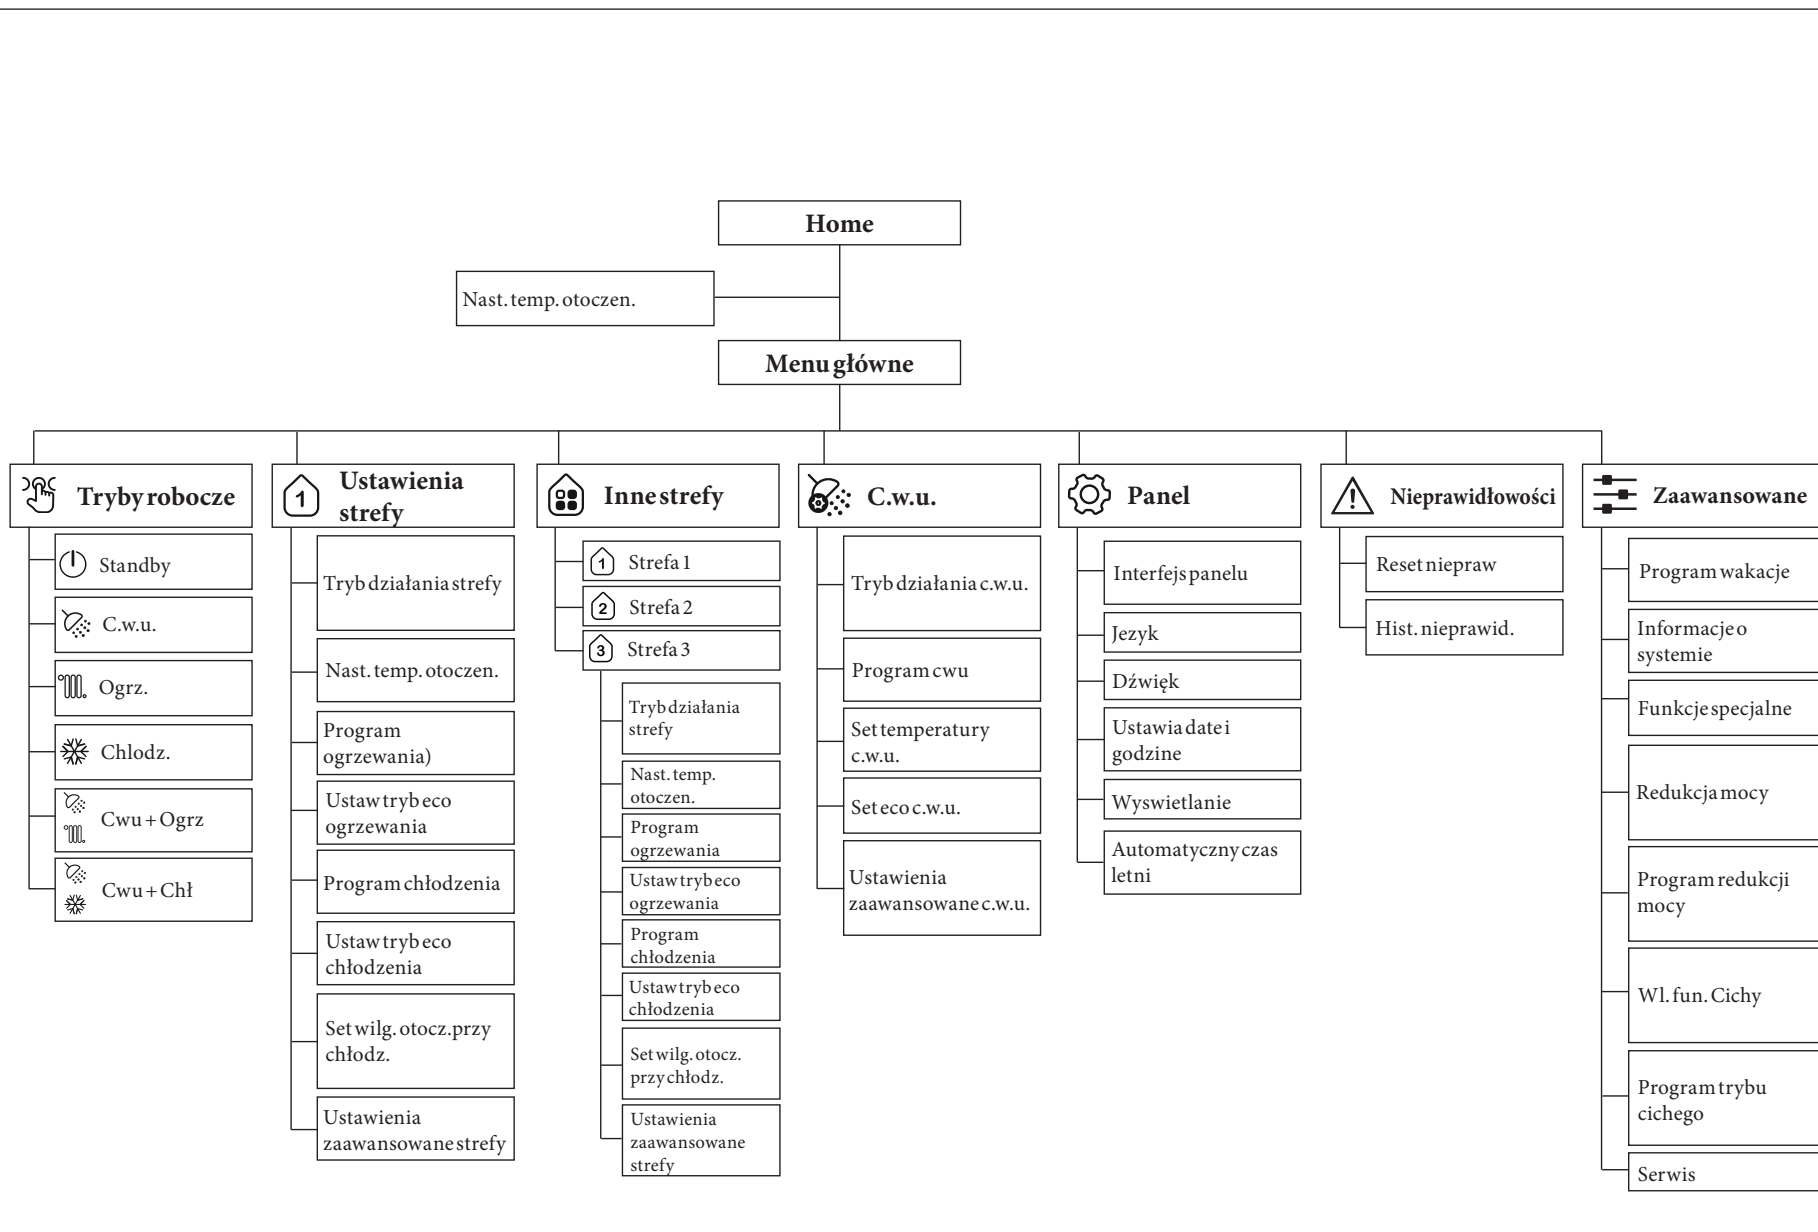 Home
Nast. temp. otoczen.
Menu główne
Tryby robocze
Standby
C.w.u.
Ogrz.
Chlodz.
Cwu + Ogrz
Cwu + Chł
1
Ustawienia
strefy
Tryb działania strefy
Nast. temp. otoczen.
Program
ogrzewania)
Ustaw tryb eco
ogrzewania
Program chłodzenia
Ustaw tryb eco
chłodzenia
Set wilg. otocz.przy
chłodz.
Ustawienia
zaawansowane strefy
Inne strefy
1 Strefa 1
2 Strefa 2
3 Strefa 3
Tryb działania
strefy
Nast. temp.
otoczen.
Program
ogrzewania
Ustaw tryb eco
ogrzewania
Program
chłodzenia
Ustaw tryb eco
chłodzenia
Set wilg. otocz.
przy chłodz.
Ustawienia
zaawansowane
strefy
C.w.u.
Tryb działania c.w.u.
Program cwu
Set temperatury
c.w.u.
Set eco c.w.u.
Ustawienia
zaawansowane c.w.u.
Panel
Interfejs panelu
Jezyk
Dźwięk
Ustawia date i
godzine
Wyswietlanie
Automatyczny czas
letni
Nieprawidłowości
Reset niepraw
Hist. nieprawid.
Zaawansowane
Program wakacje
Informacje o
systemie
Funkcje specjalne
Redukcja mocy
Program redukcji
mocy
Wl. fun. Cichy
Program trybu
cichego
Serwis